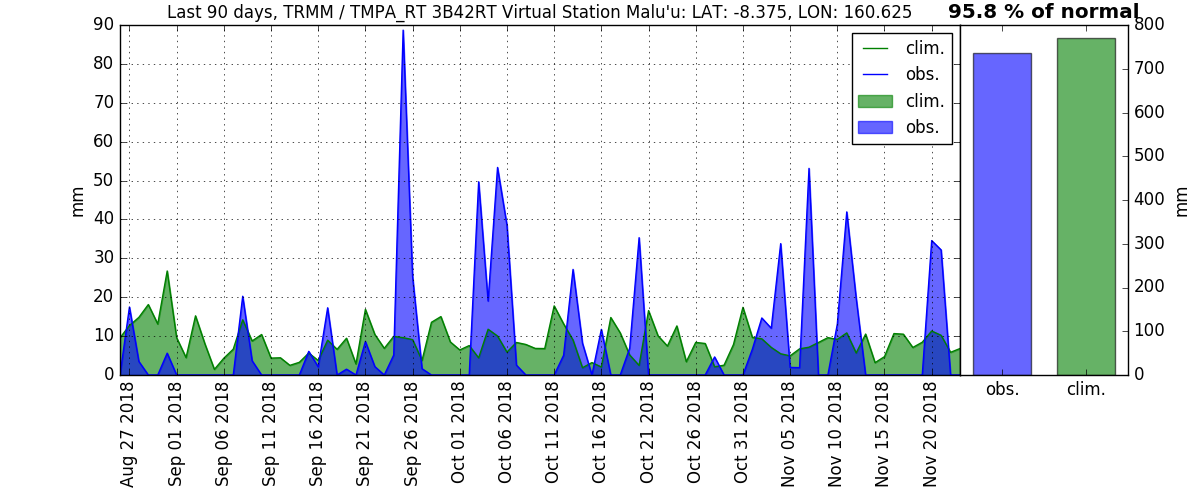 Last 90 days, TRMM / TMPA_RT 3B42RT Virtual Station Malu'u: LAT: -8.375, LON: 160.625
95.8 % of normal
90
80
70
60
50
40
30
20
10
0
mm
clim.
obs.
clim.
obs.
Aug 27 2018
Sep 01 2018
Sep 06 2018
Sep 11 2018
Sep 16 2018
Sep 21 2018
Sep 26 2018
Oct 01 2018
Oct 06 2018
Oct 11 2018
Oct 16 2018
Oct 21 2018
Oct 26 2018
Oct 31 2018
Nov 05 2018
Nov 10 2018
Nov 15 2018
Nov 20 2018
800
700
600
500
400
300
200
100
0
mm
obs.
clim.